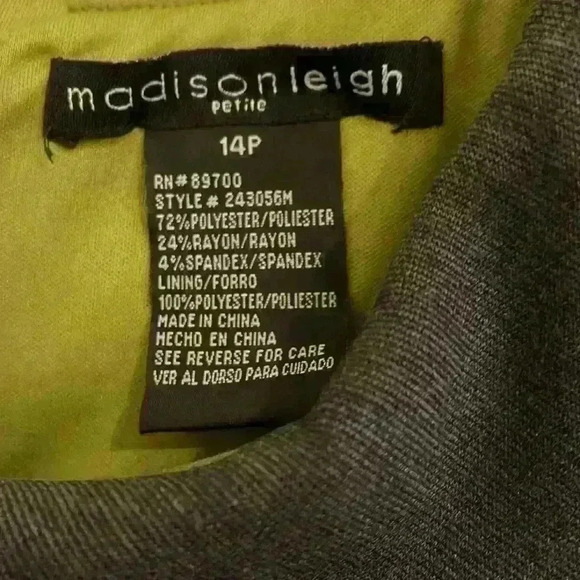 madisonleigh
petite
14P
RN# 69700
STYLE # 243056M
72%POLYESTER/POLIESTER
24%RAYON/RAYON
4%SPANDEX/SPANDEX
LINING/FORRO
100%POLYESTER/POLIESTER
MADE IN CHINA
HECHO EN CHINA
SEE REVERSE FOR CARE
VER AL DORSO PARA CUIDADO